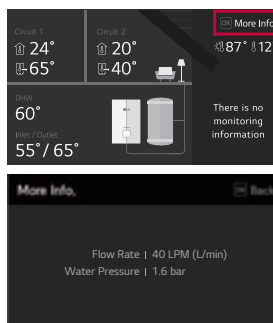 Circuit 1
24°
65°
Circuit 2
20°
40°
OK More Info
87° 12
DHW
60°
Inlet / Outlet
55°/ 65°
There is no
monitoring
information
More Info,
OK Back
Flow Rate | 40 LPM (L/min)
Water Pressure | 1.6 bar